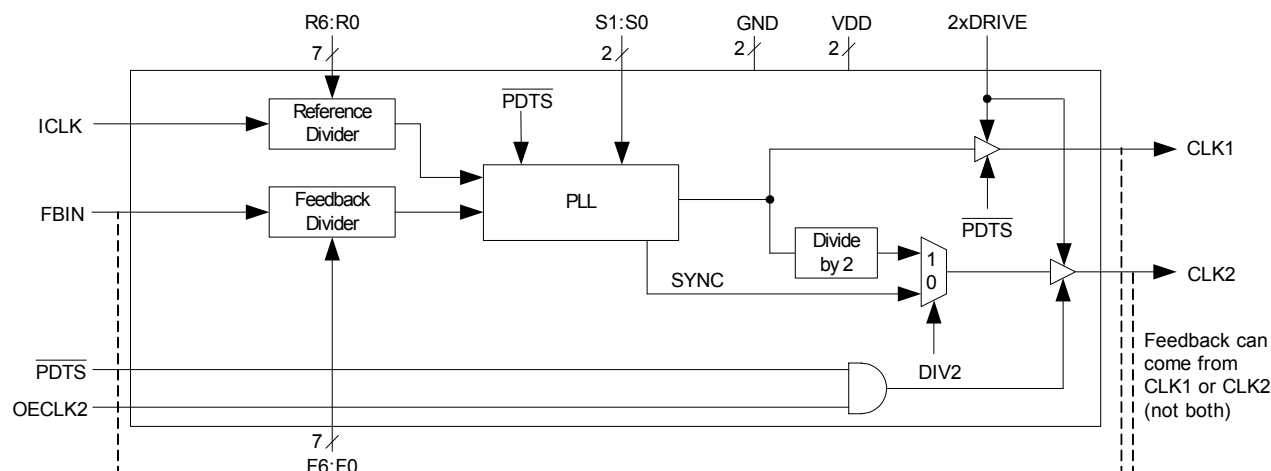 R6:R0
S1:S0
GND
VDD
2xDRIVE
7
2
2
2
PDTS
ICLK
Reference
Divider
CLK1
PLL
FBIN
Feedback
Divider
PDTS
Divide
by 2
1
0
SYNC
CLK2
DIV2
Feedback can
come from
CLK1 or CLK2
(not both)
PDTS
OECLK2
7
F6:F0